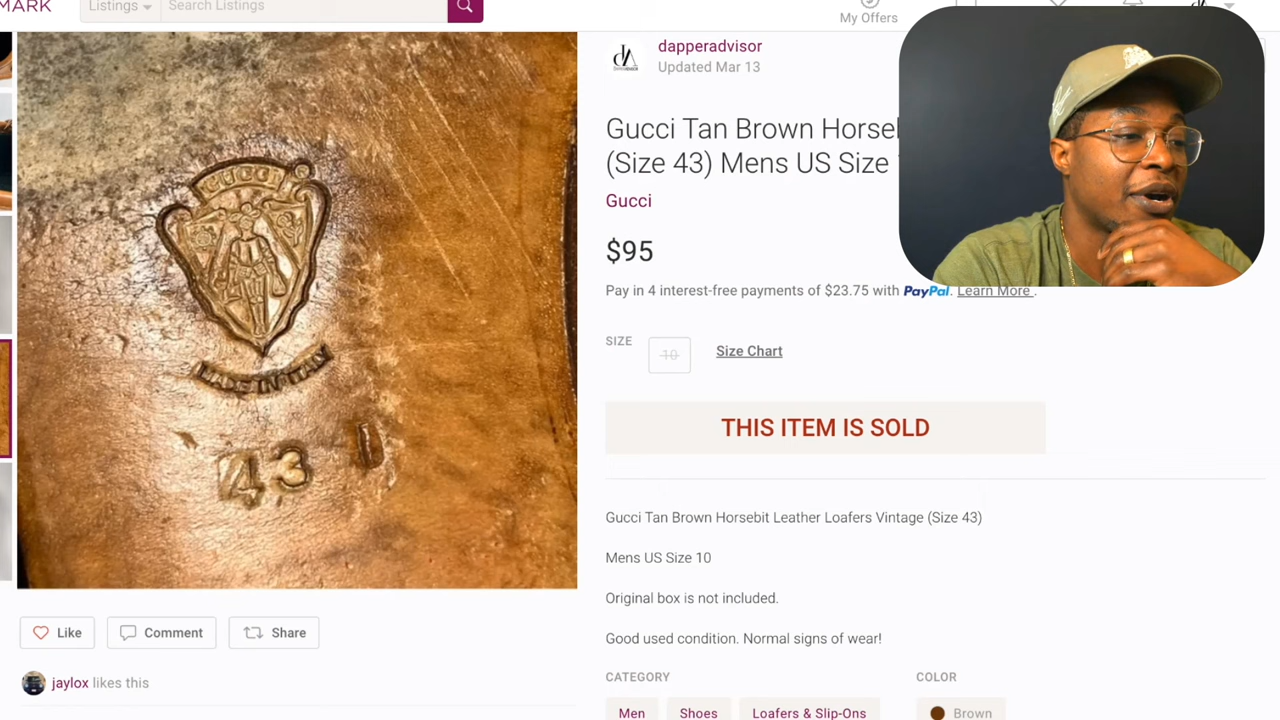 MARK
Listings
Search Listings
My Offers
dapperadvisor
Updated Mar 13
Gucci Tan Brown
(Size 43) Mens US Size
Gucci
$95
Pay in 4 interest-free payments of $23.75 with PayPal. Learn More .
SIZE
10
Size Chart
THIS ITEM IS SOLD
Gucci Tan Brown Horsebit Leather Loafers Vintage (Size 43)
Mens US Size 10
Original box is not included.
Good used condition. Normal signs of wear!
CATEGORY
COLOR
Men
Shoes
Loafers & Slip-Ons
Brown
GUCCI
MADE IN ITALY
43 D
Like
Comment
Share
jaylox likes this